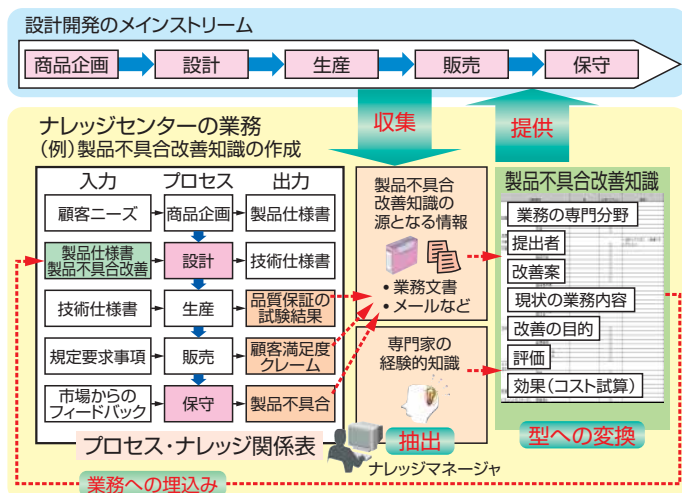 設計開発のメインストリーム
商品企画
設計
生産
販売
保守
収集
提供
ナレッジセンターの業務
(例)製品不具合改善知識の作成
入力
プロセス
出力
顧客ニーズ
商品企画
製品仕様書
製品仕様書
製品不具合改善
設計
技術仕様書
技術仕様書
生産
品質保証の
試験結果
規定要求事項
販売
顧客満足度
クレーム
市場からの
フィードバック
保守
製品不具合
プロセス・ナレッジ関係表
業務への埋込み
製品不具合
改善知識の
源となる情報
• 業務文書
• メールなど
専門家の
経験的知識
抽出
ナレッジマネージャ
製品不具合改善知識
業務の専門分野
提出者
改善案
現状の業務内容
改善の目的
評価
効果(コスト試算)
型への変換